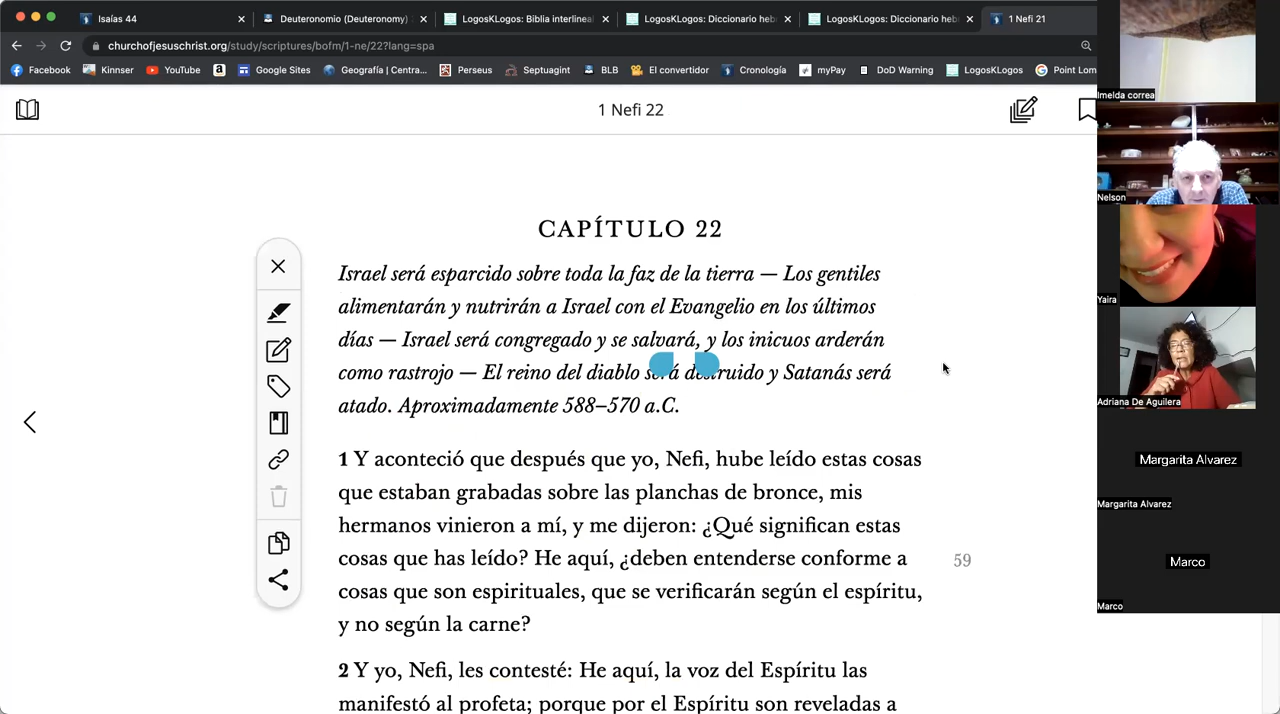 Isaías 44
Deuteronomio (Deuteronomy)
LogosKLogos: Biblia interlineal
LogosKLogos: Diccionario heb
LogosKLogos: Diccionario heb
1 Nefi 21
churchofjesuschrist.org/study/scriptures/bofm/1-ne/22?lang=spa
Facebook
Kinnser
YouTube
Google Sites
Geografía | Centra...
Perseus
Septuagint
BLB
El convertidor
Cronología
myPay
DoD Warning
LogosKLogos
Point Lom
1 Nefi 22
CAPÍTULO 22
Israel será esparcido sobre toda la faz de la tierra — Los gentiles
alimentarán y nutrirán a Israel con el Evangelio en los últimos
días — Israel será congregado y se salvará, y los inicuos arderán
como rastrojo — El reino del diablo será destruido y Satanás será
atado. Aproximadamente 588–570 a.C.
1 Y aconteció que después que yo, Nefi, hube leído estas cosas
que estaban grabadas sobre las planchas de bronce, mis
hermanos vinieron a mí, y me dijeron: ¿Qué significan estas
cosas que has leído? He aquí, ¿deben entenderse conforme a
cosas que son espirituales, que se verificarán según el espíritu,
y no según la carne?
59
2 Y yo, Nefi, les contesté: He aquí, la voz del Espíritu las
manifestó al profeta; porque por el Espíritu son reveladas a
Imelda correa
Nelson
Yaira
Adriana De Aguilera
Margarita Alvarez
Margarita Alvarez
Marco
Marco